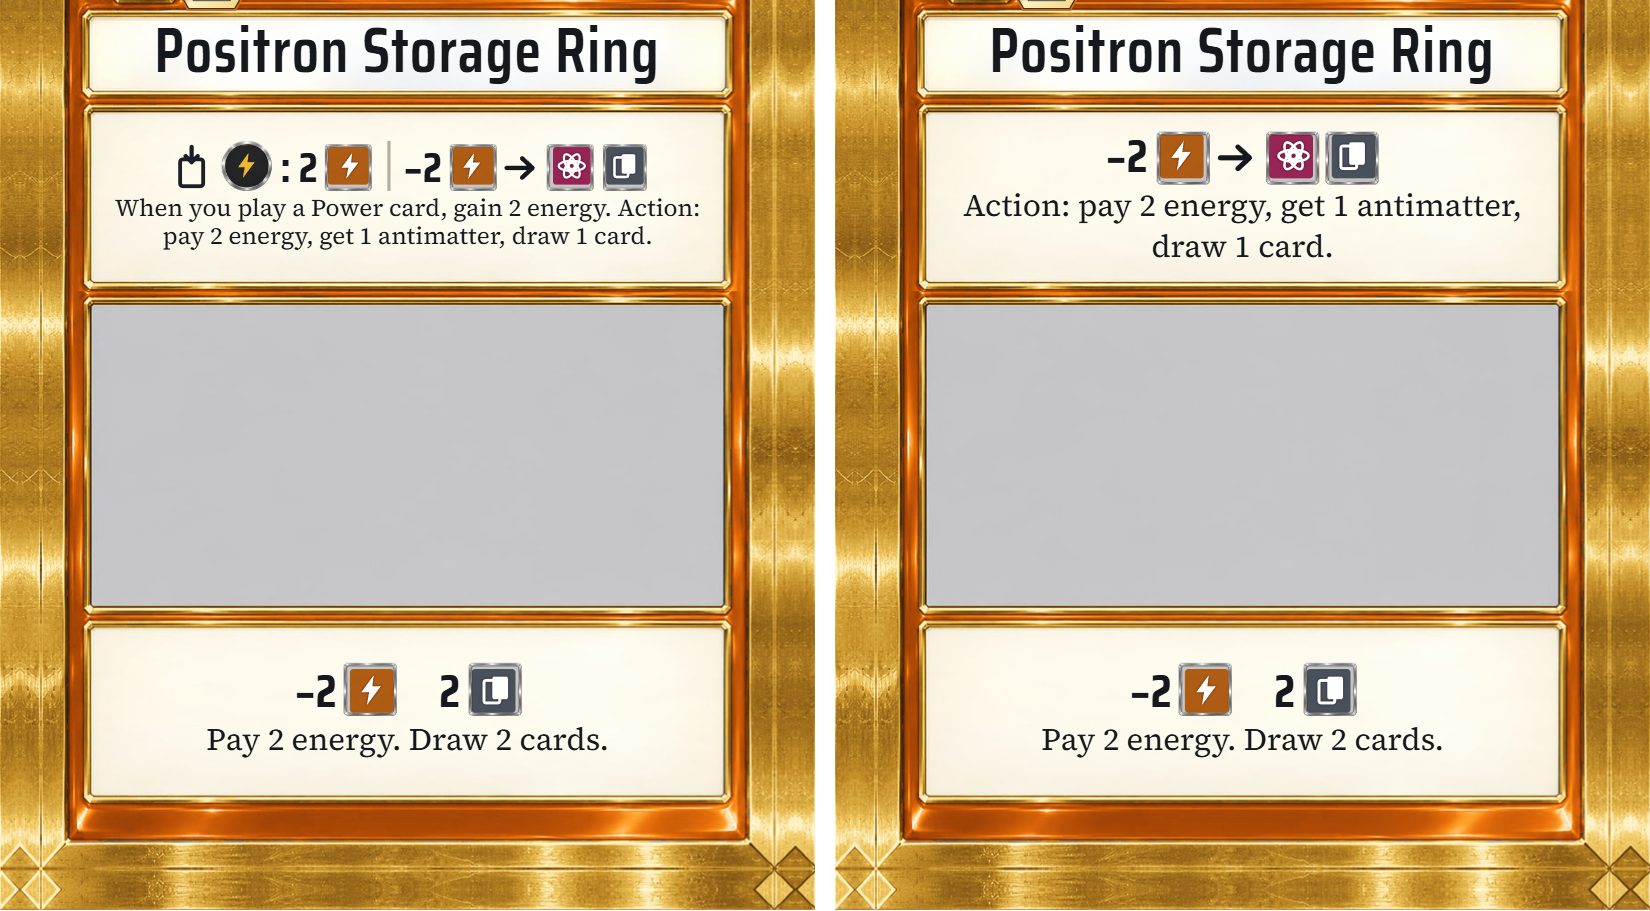 Positron Storage Ring
: 2 –2
When you play a Power card, gain 2 energy. Action:
pay 2 energy, get 1 antimatter, draw 1 card.
–2 2
Pay 2 energy. Draw 2 cards.
Positron Storage Ring
–2
Action: pay 2 energy, get 1 antimatter,
draw 1 card.
–2 2
Pay 2 energy. Draw 2 cards.